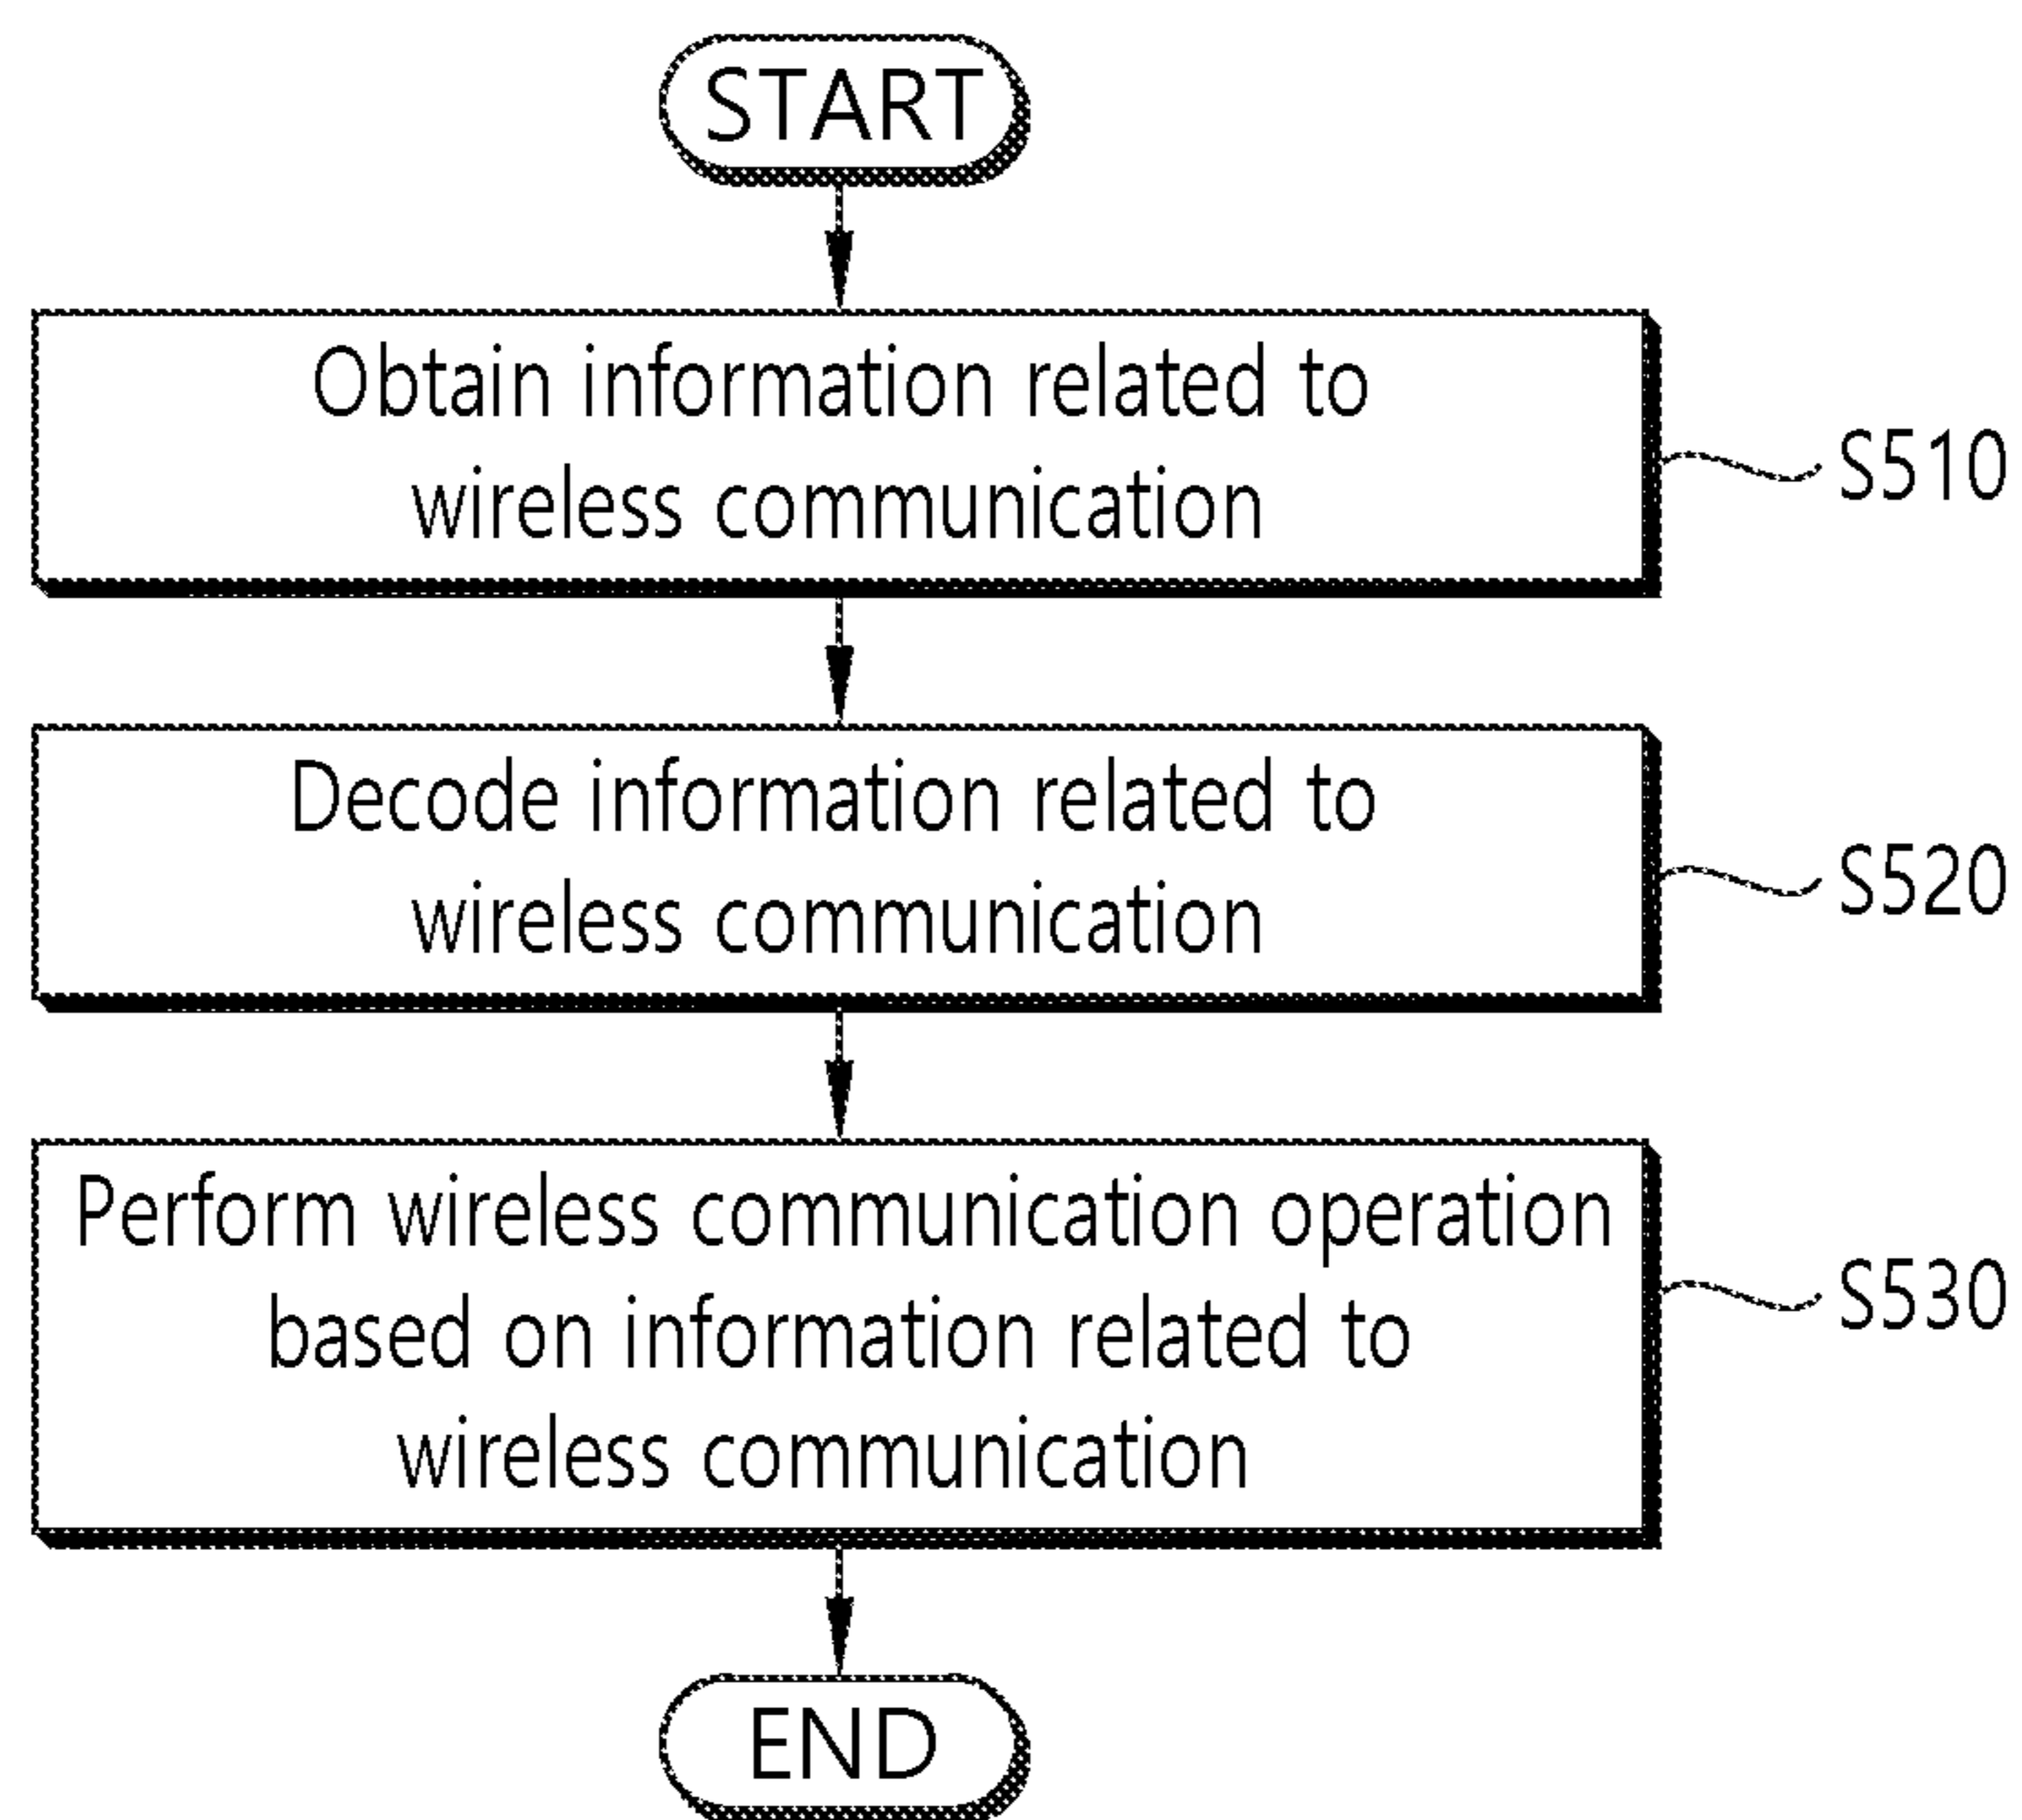 START
Obtain information related to
wireless communication
S510
Decode information related to
wireless communication
S520
Perform wireless communication operation
based on information related to
wireless communication
S530
END